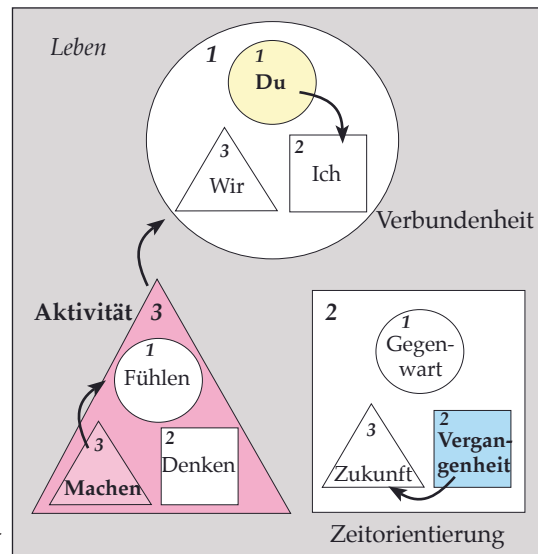 Leben
1
1
Du
3
Wir
2
Ich
Verbundenheit
Aktivität
3
1
Fühlen
3
Machen
2
Denken
2
1
Gegen-
wart
3
Zukunft
2
Vergan-
genheit
Zeitorientierung